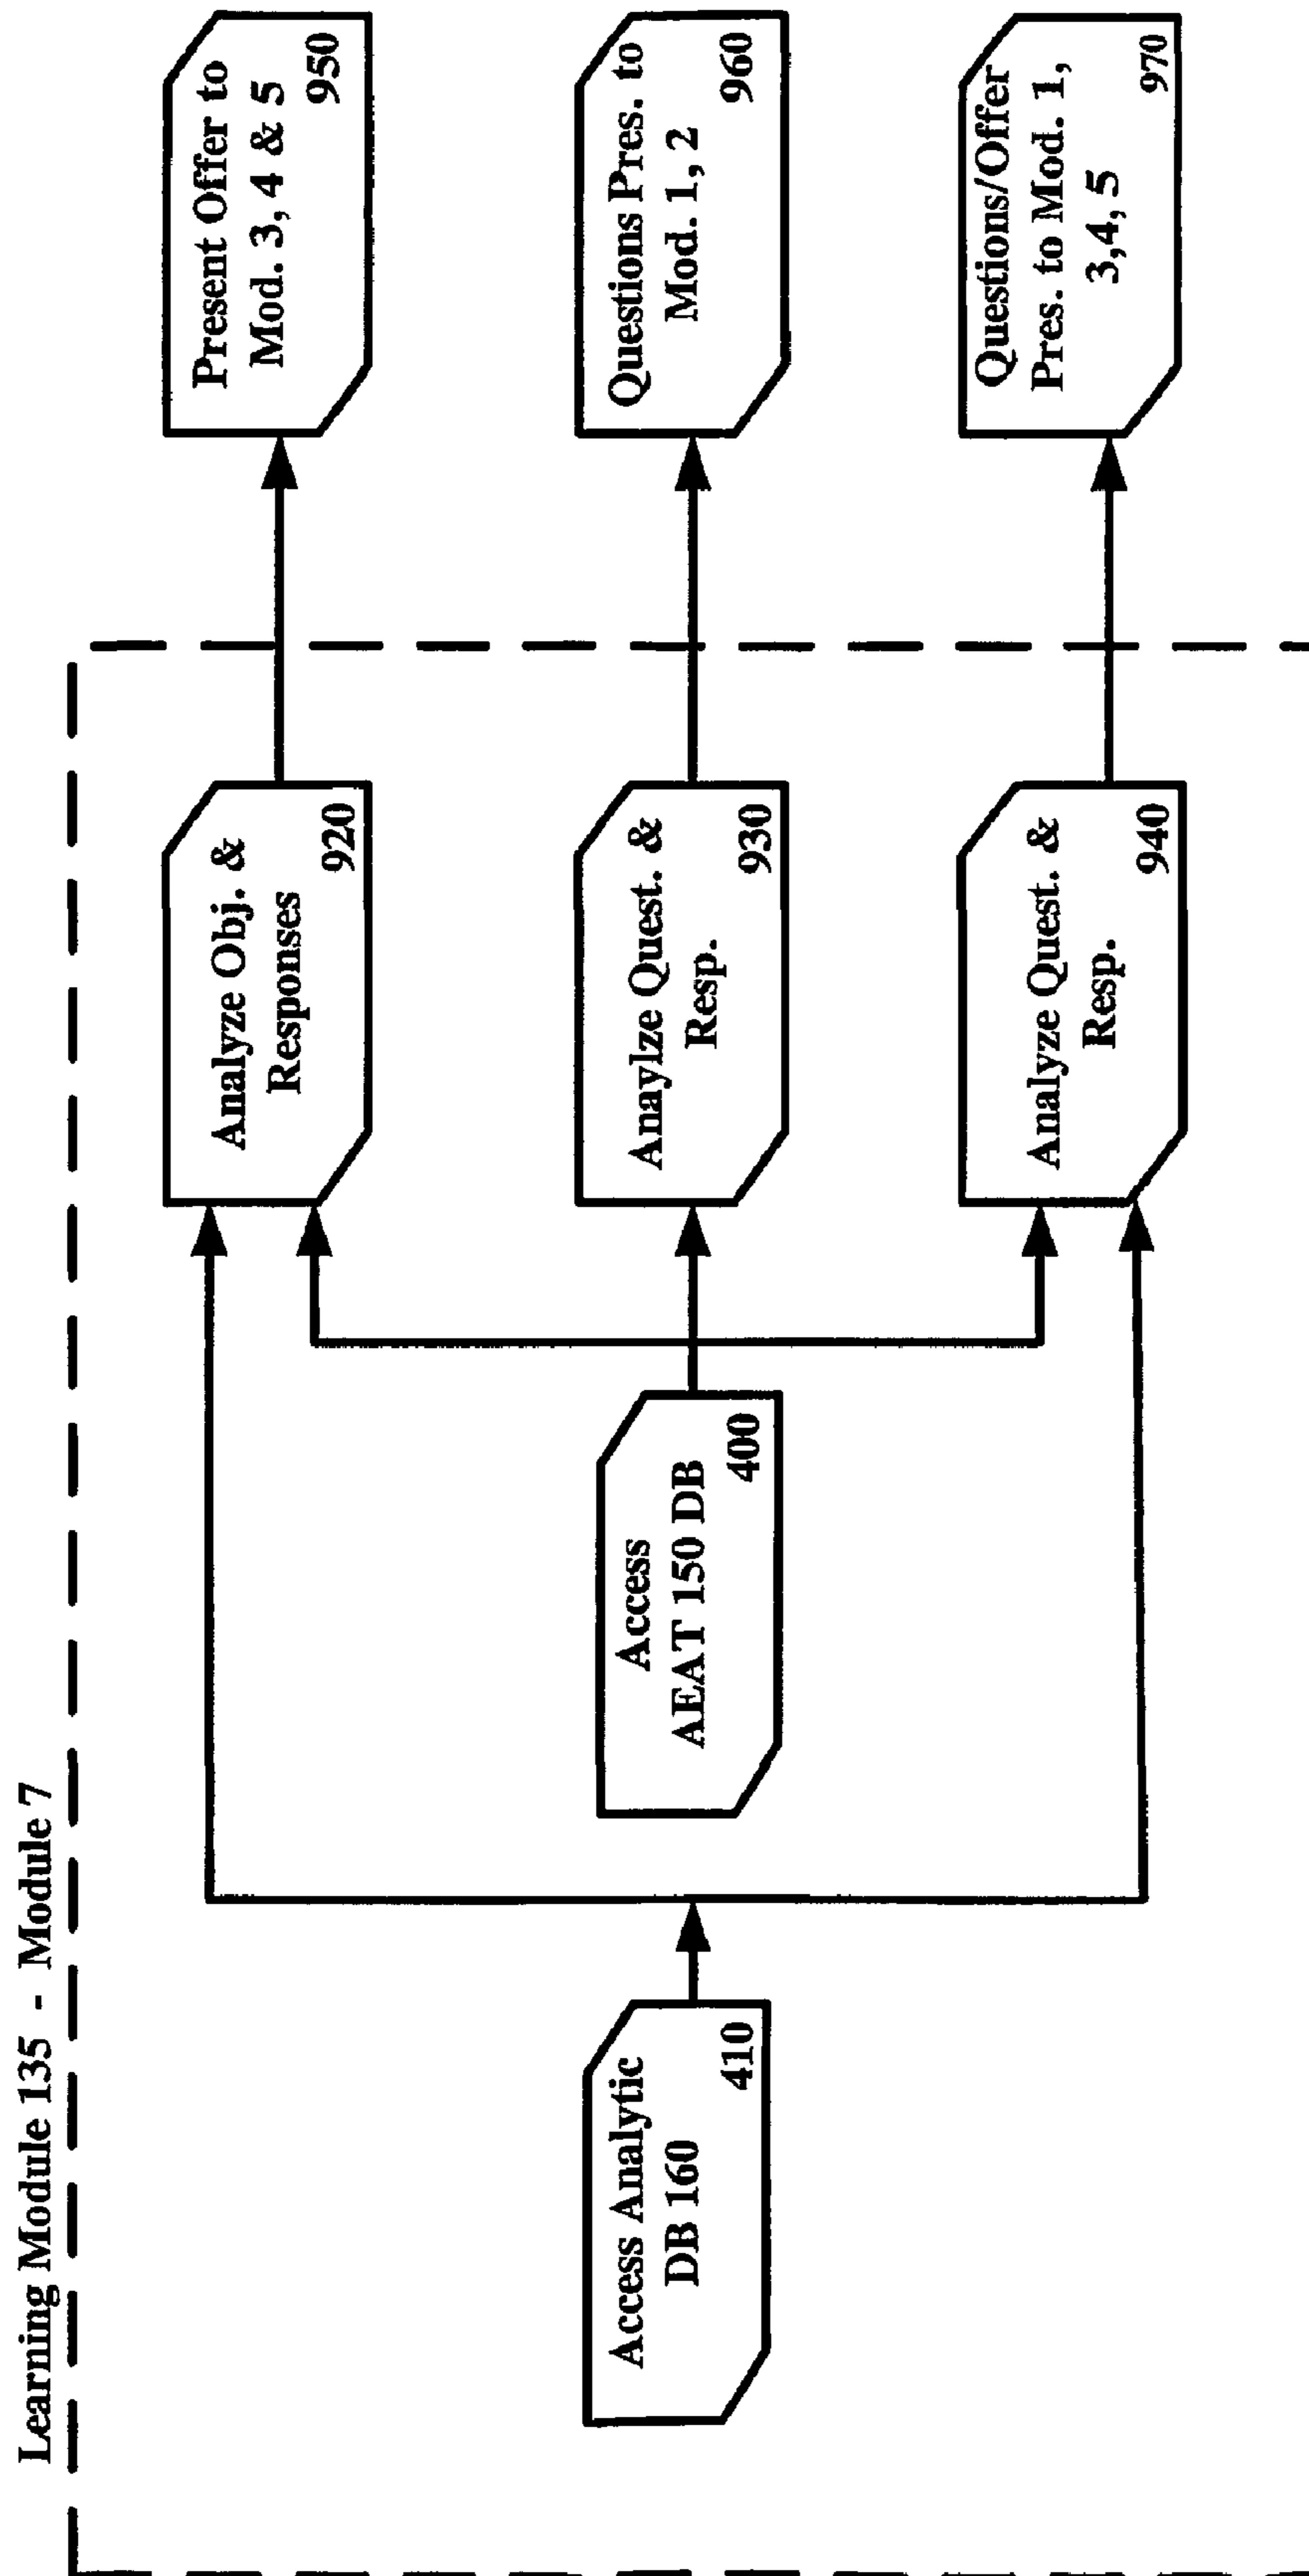 Learning Module 135 - Module 7
Access Analytic
DB 160
410
Access
AEAT 150 DB
400
Analyze Obj. &
Responses
920
Anaylze Quest. &
Resp.
930
Analyze Quest. &
Resp.
940
Present Offer to
Mod. 3, 4 & 5
950
Questions Pres. to
Mod. 1, 2
960
Questions/Offer
Pres. to Mod. 1,
3,4, 5
970